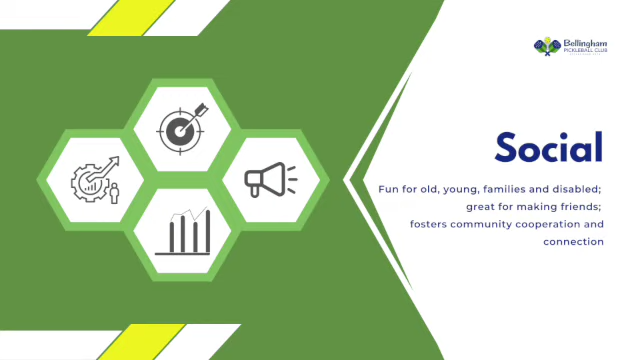 Bellingham
PICKLEBALL CLUB
Social
Fun for old, young, families and disabled;
great for making friends;
fosters community cooperation and
connection